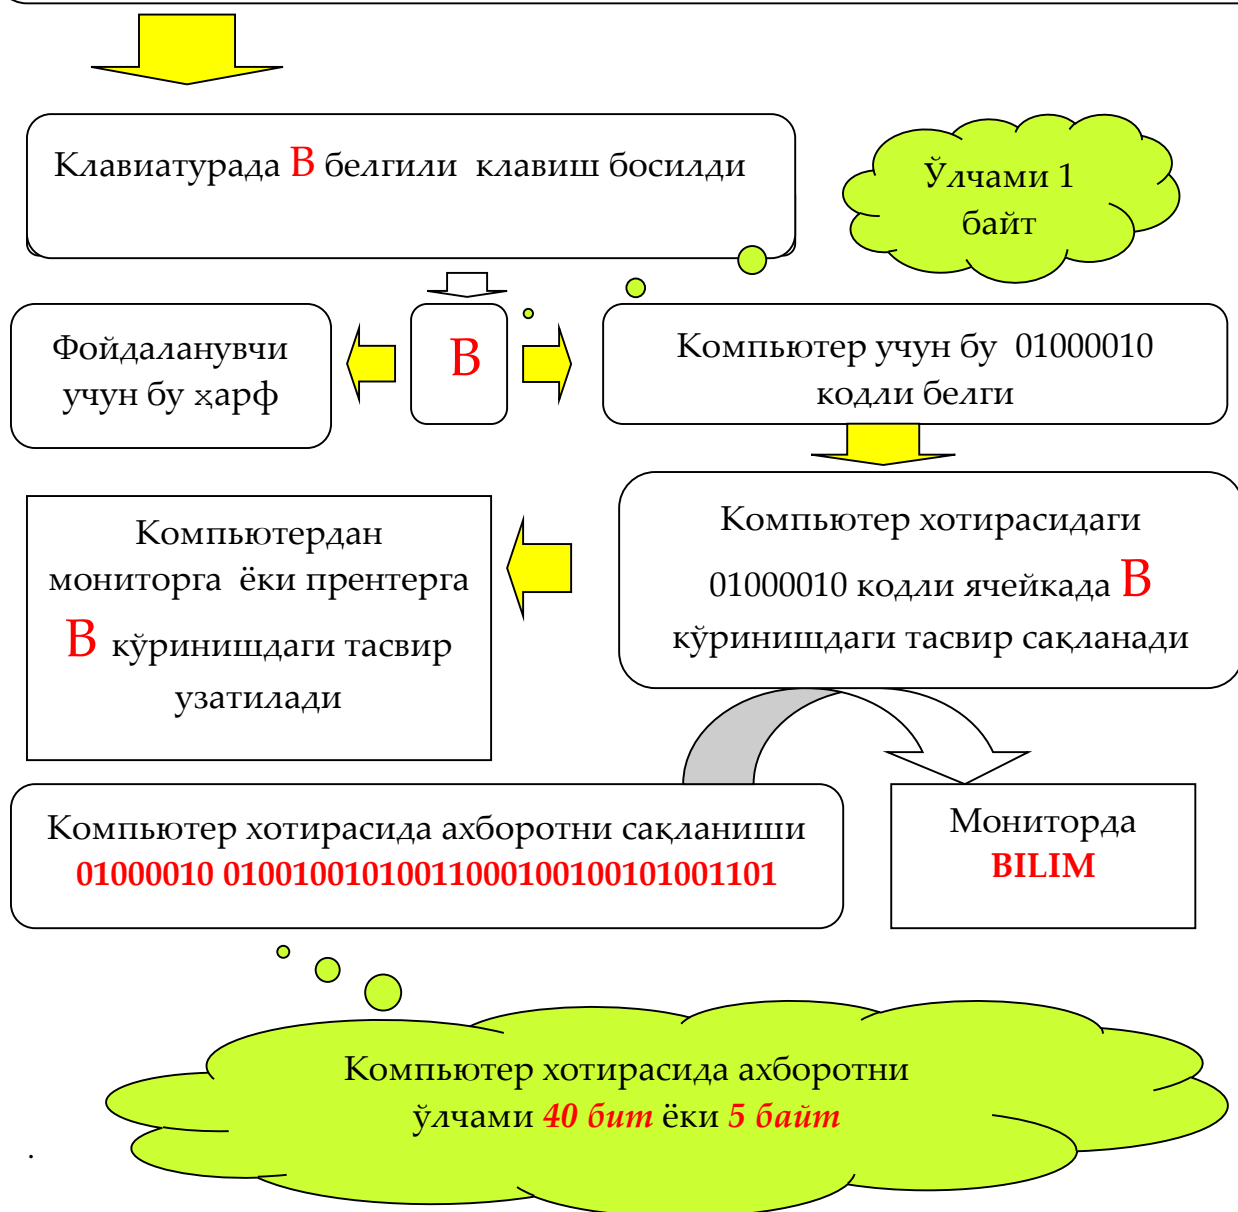 Клавиатурада В белгили клавиш босилди
Ўлчами 1
байт
Фойдаланувчи
учун бу ҳарф
В
Компьютер учун бу 01000010
кодли белги
Компьютердан
мониторга ёки прентерга
В кўринишдаги тасвир
узатилади
Компьютер хотирасидаги
01000010 кодли ячейкада В
кўринишдаги тасвир сақланади
Компьютер хотирасида ахборотни сақланиши
01000010 01001001010011000100100101001101
Мониторда
BILIM
Компьютер хотирасида ахборотни
ўлчами 40 бит ёки 5 байт
.